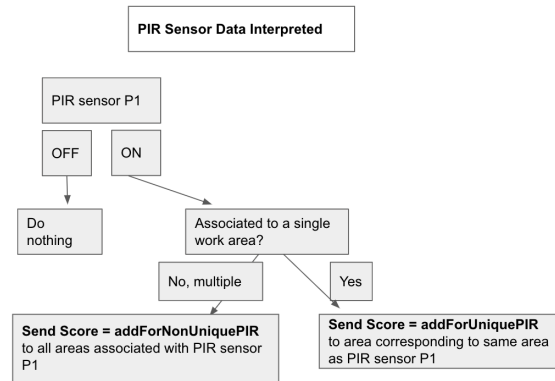 PIR Sensor Data Interpreted
PIR sensor P1
OFF
ON
Do
nothing
Associated to a single
work area?
No, multiple
Yes
Send Score = addForNonUniquePIR
to all areas associated with PIR sensor
P1
Send Score = addForUniquePIR
to area corresponding to same area
as PIR sensor P1